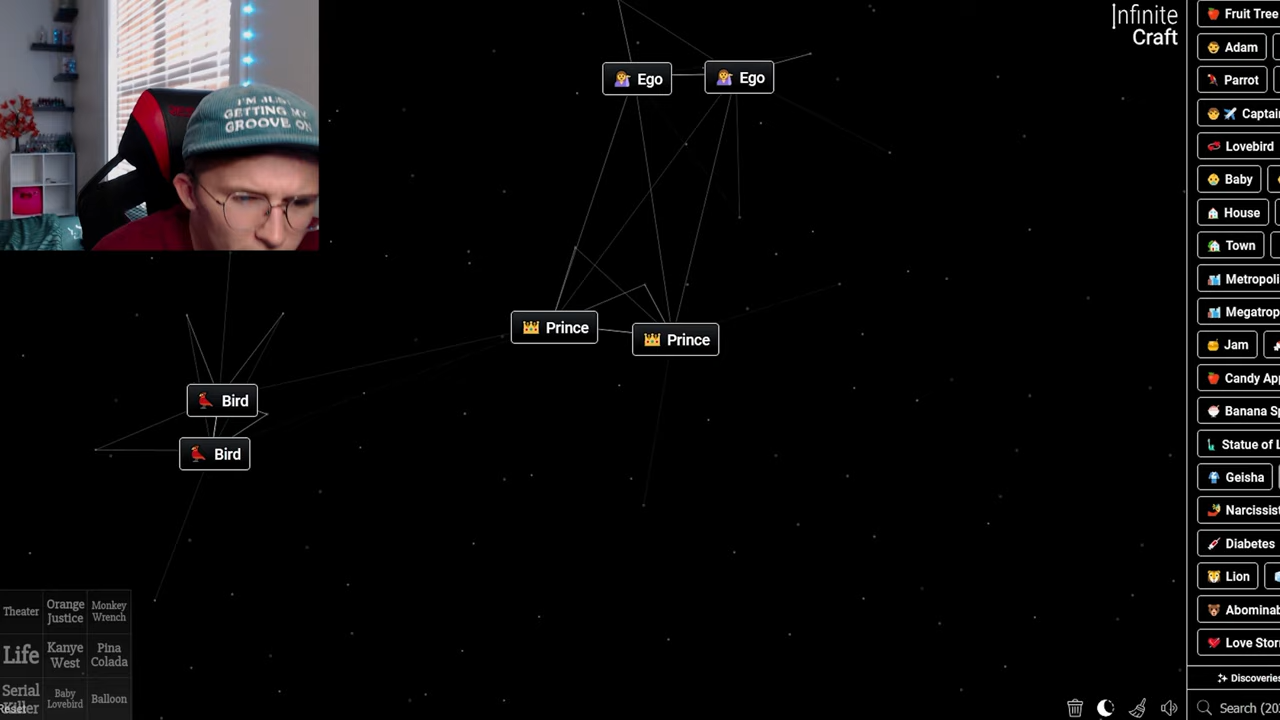 I'M JUST
GETTING MY
GROOVE ON
Infinite
Craft
Ego
Ego
Prince
Prince
Bird
Bird
Fruit Tree
Adam
Parrot
Lovebird
Baby
House
Town
Jam
Geisha
Diabetes
Lion
Discoveries
Search (20
Theater
Orange
Justice
Monkey
Wrench
Life
Kanye
West
Pina
Colada
Serial
Killer
Baby
Lovebird
Balloon